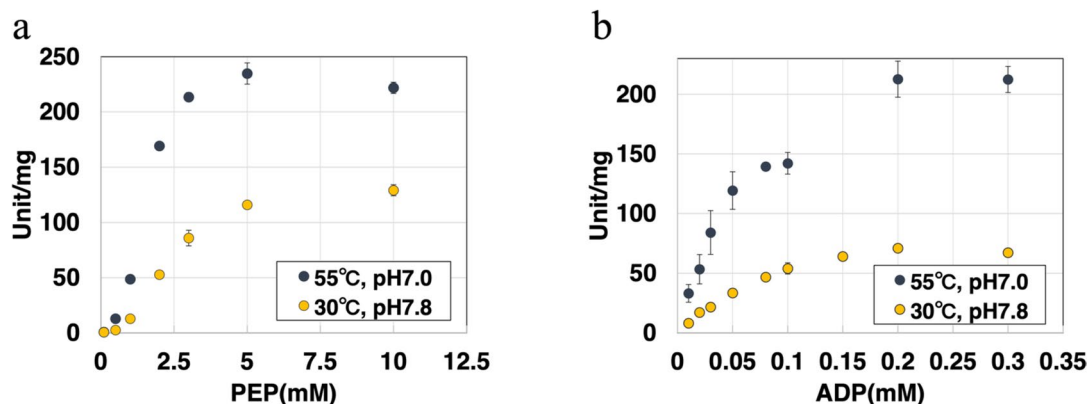 a
250
200
150
100
50
0
Unit/mg
55℃, pH7.0
30℃, pH7.8
0 2.5 5 7.5 10 12.5
PEP(mM)
b
200
150
100
50
0
Unit/mg
55℃, pH7.0
30℃, pH7.8
0 0.05 0.1 0.15 0.2 0.25 0.3 0.35
ADP(mM)